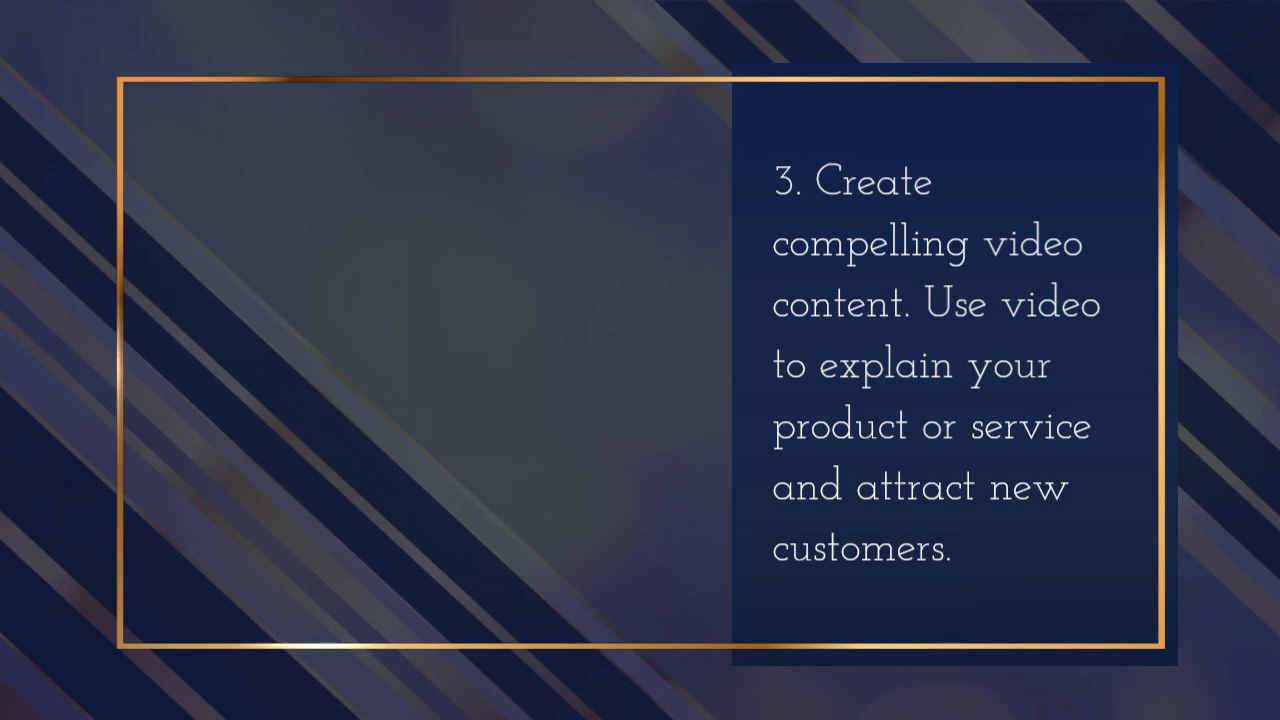 3. Create
compelling video
content. Use video
to explain your
product or service
and attract new
customers.